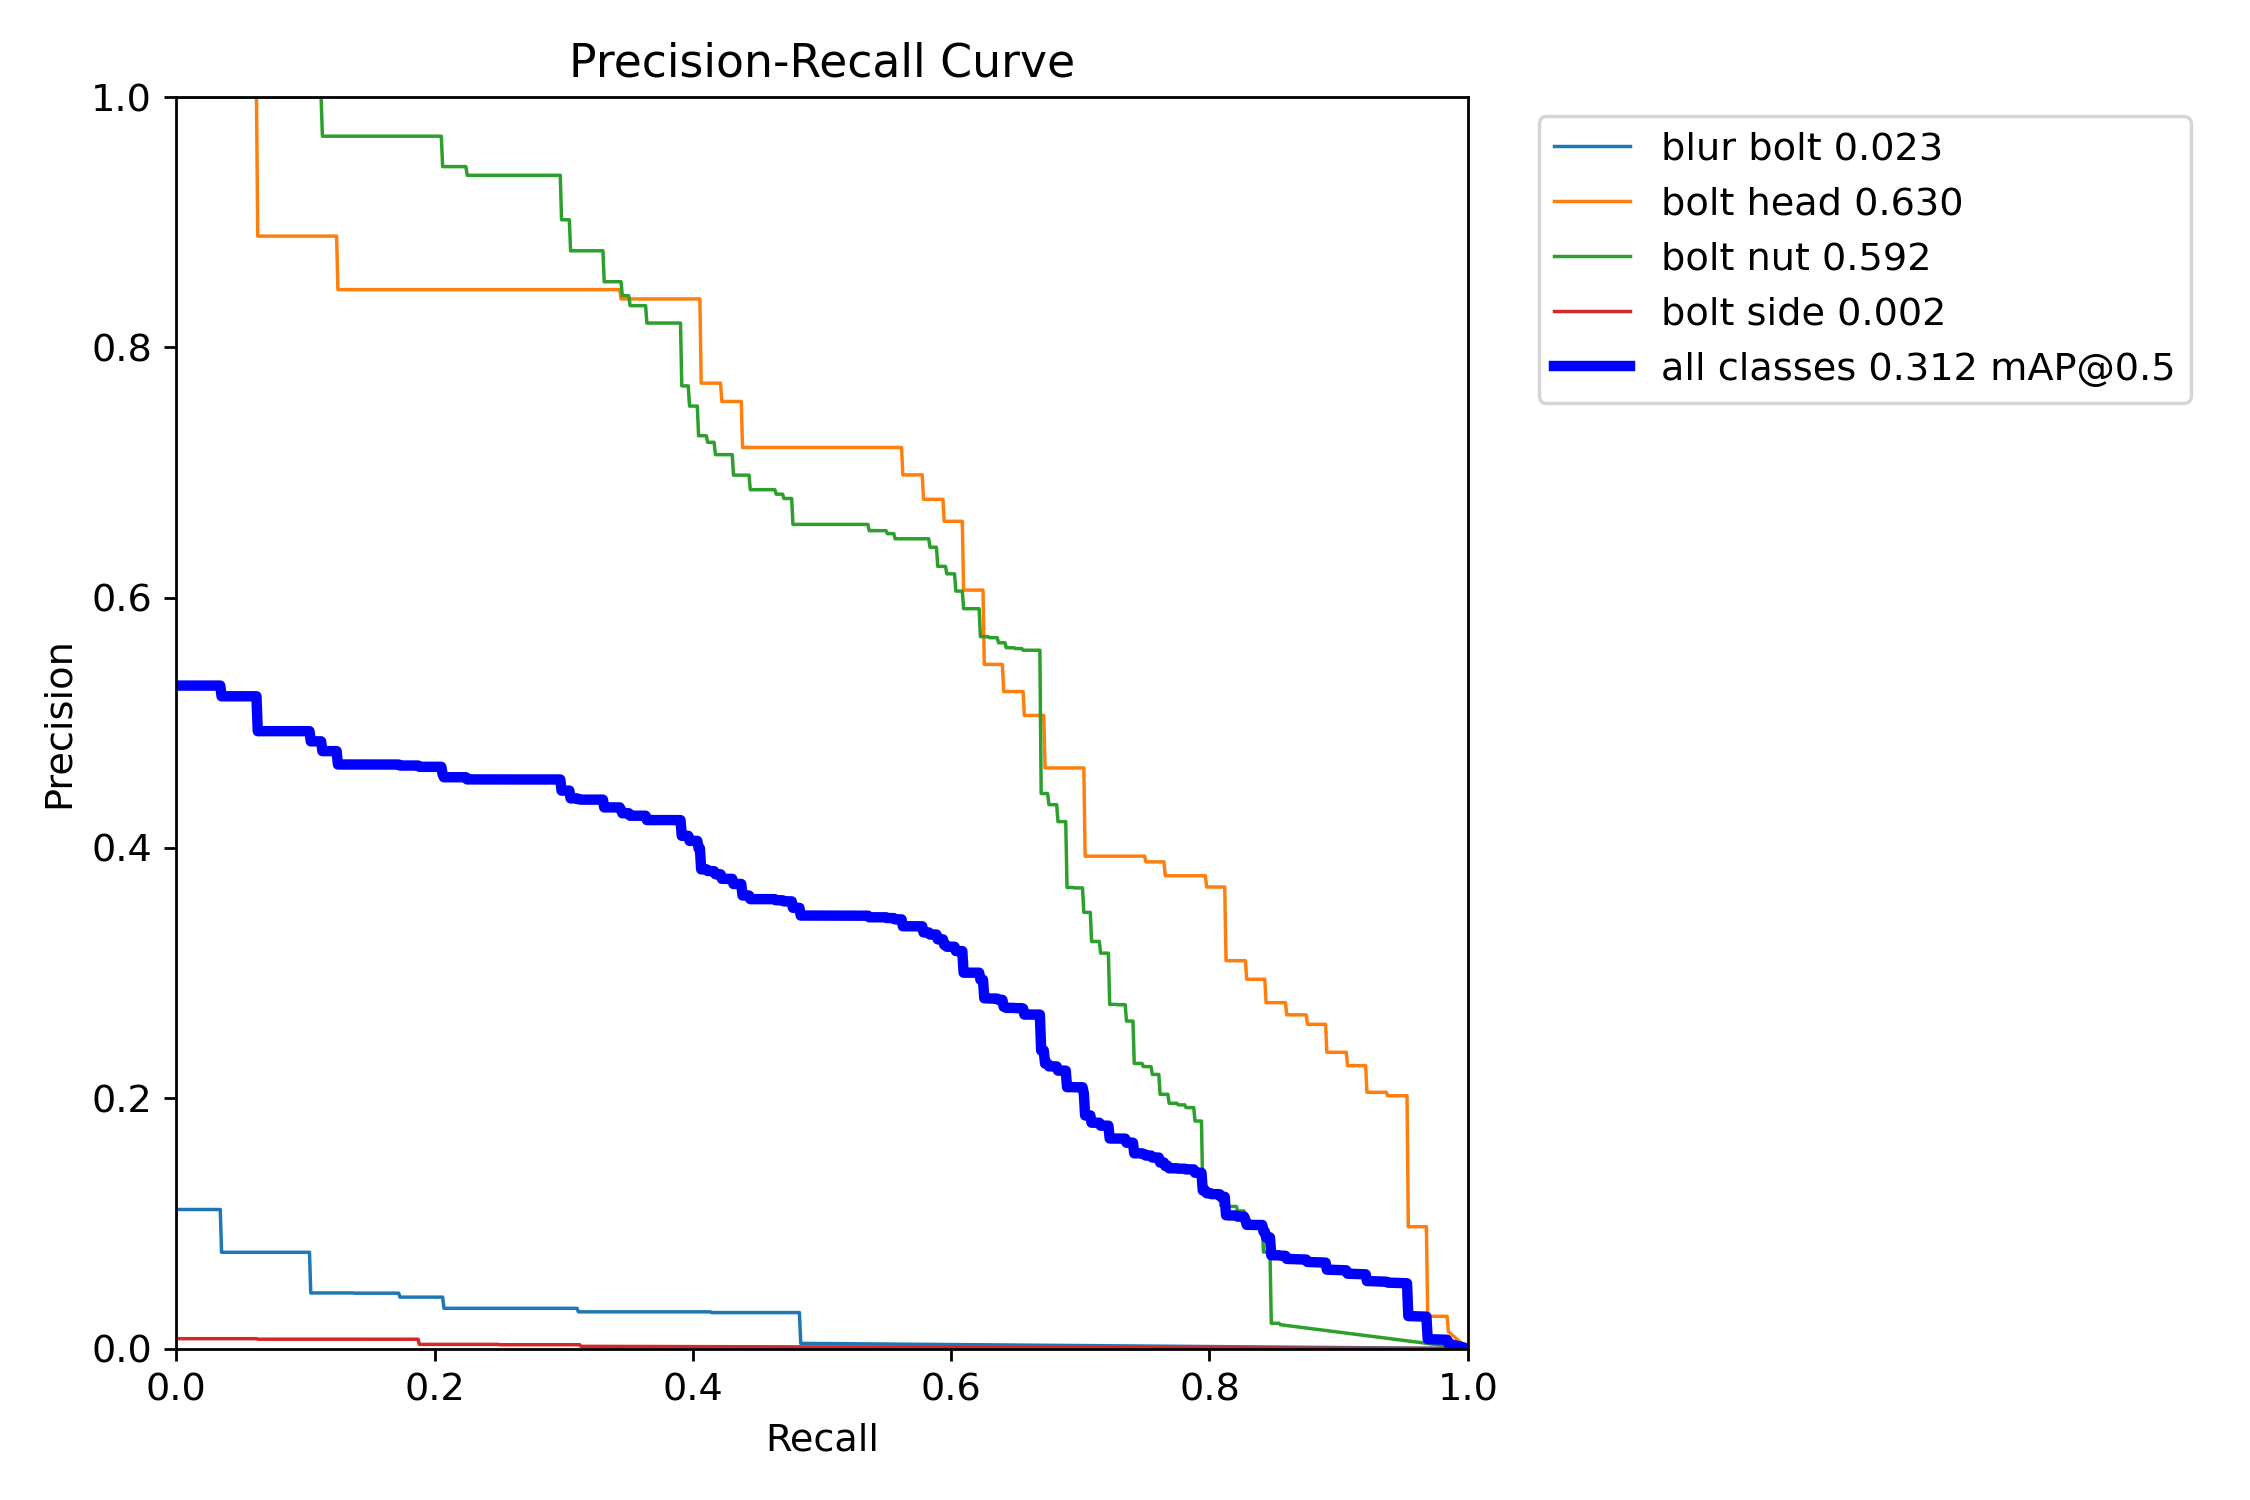 Precision-Recall Curve
1.0
0.8
0.6
0.4
0.2
0.0
Precision
0.0 0.2 0.4 0.6 0.8 1.0
Recall
blur bolt 0.023
bolt head 0.630
bolt nut 0.592
bolt side 0.002
all classes 0.312 mAP@0.5